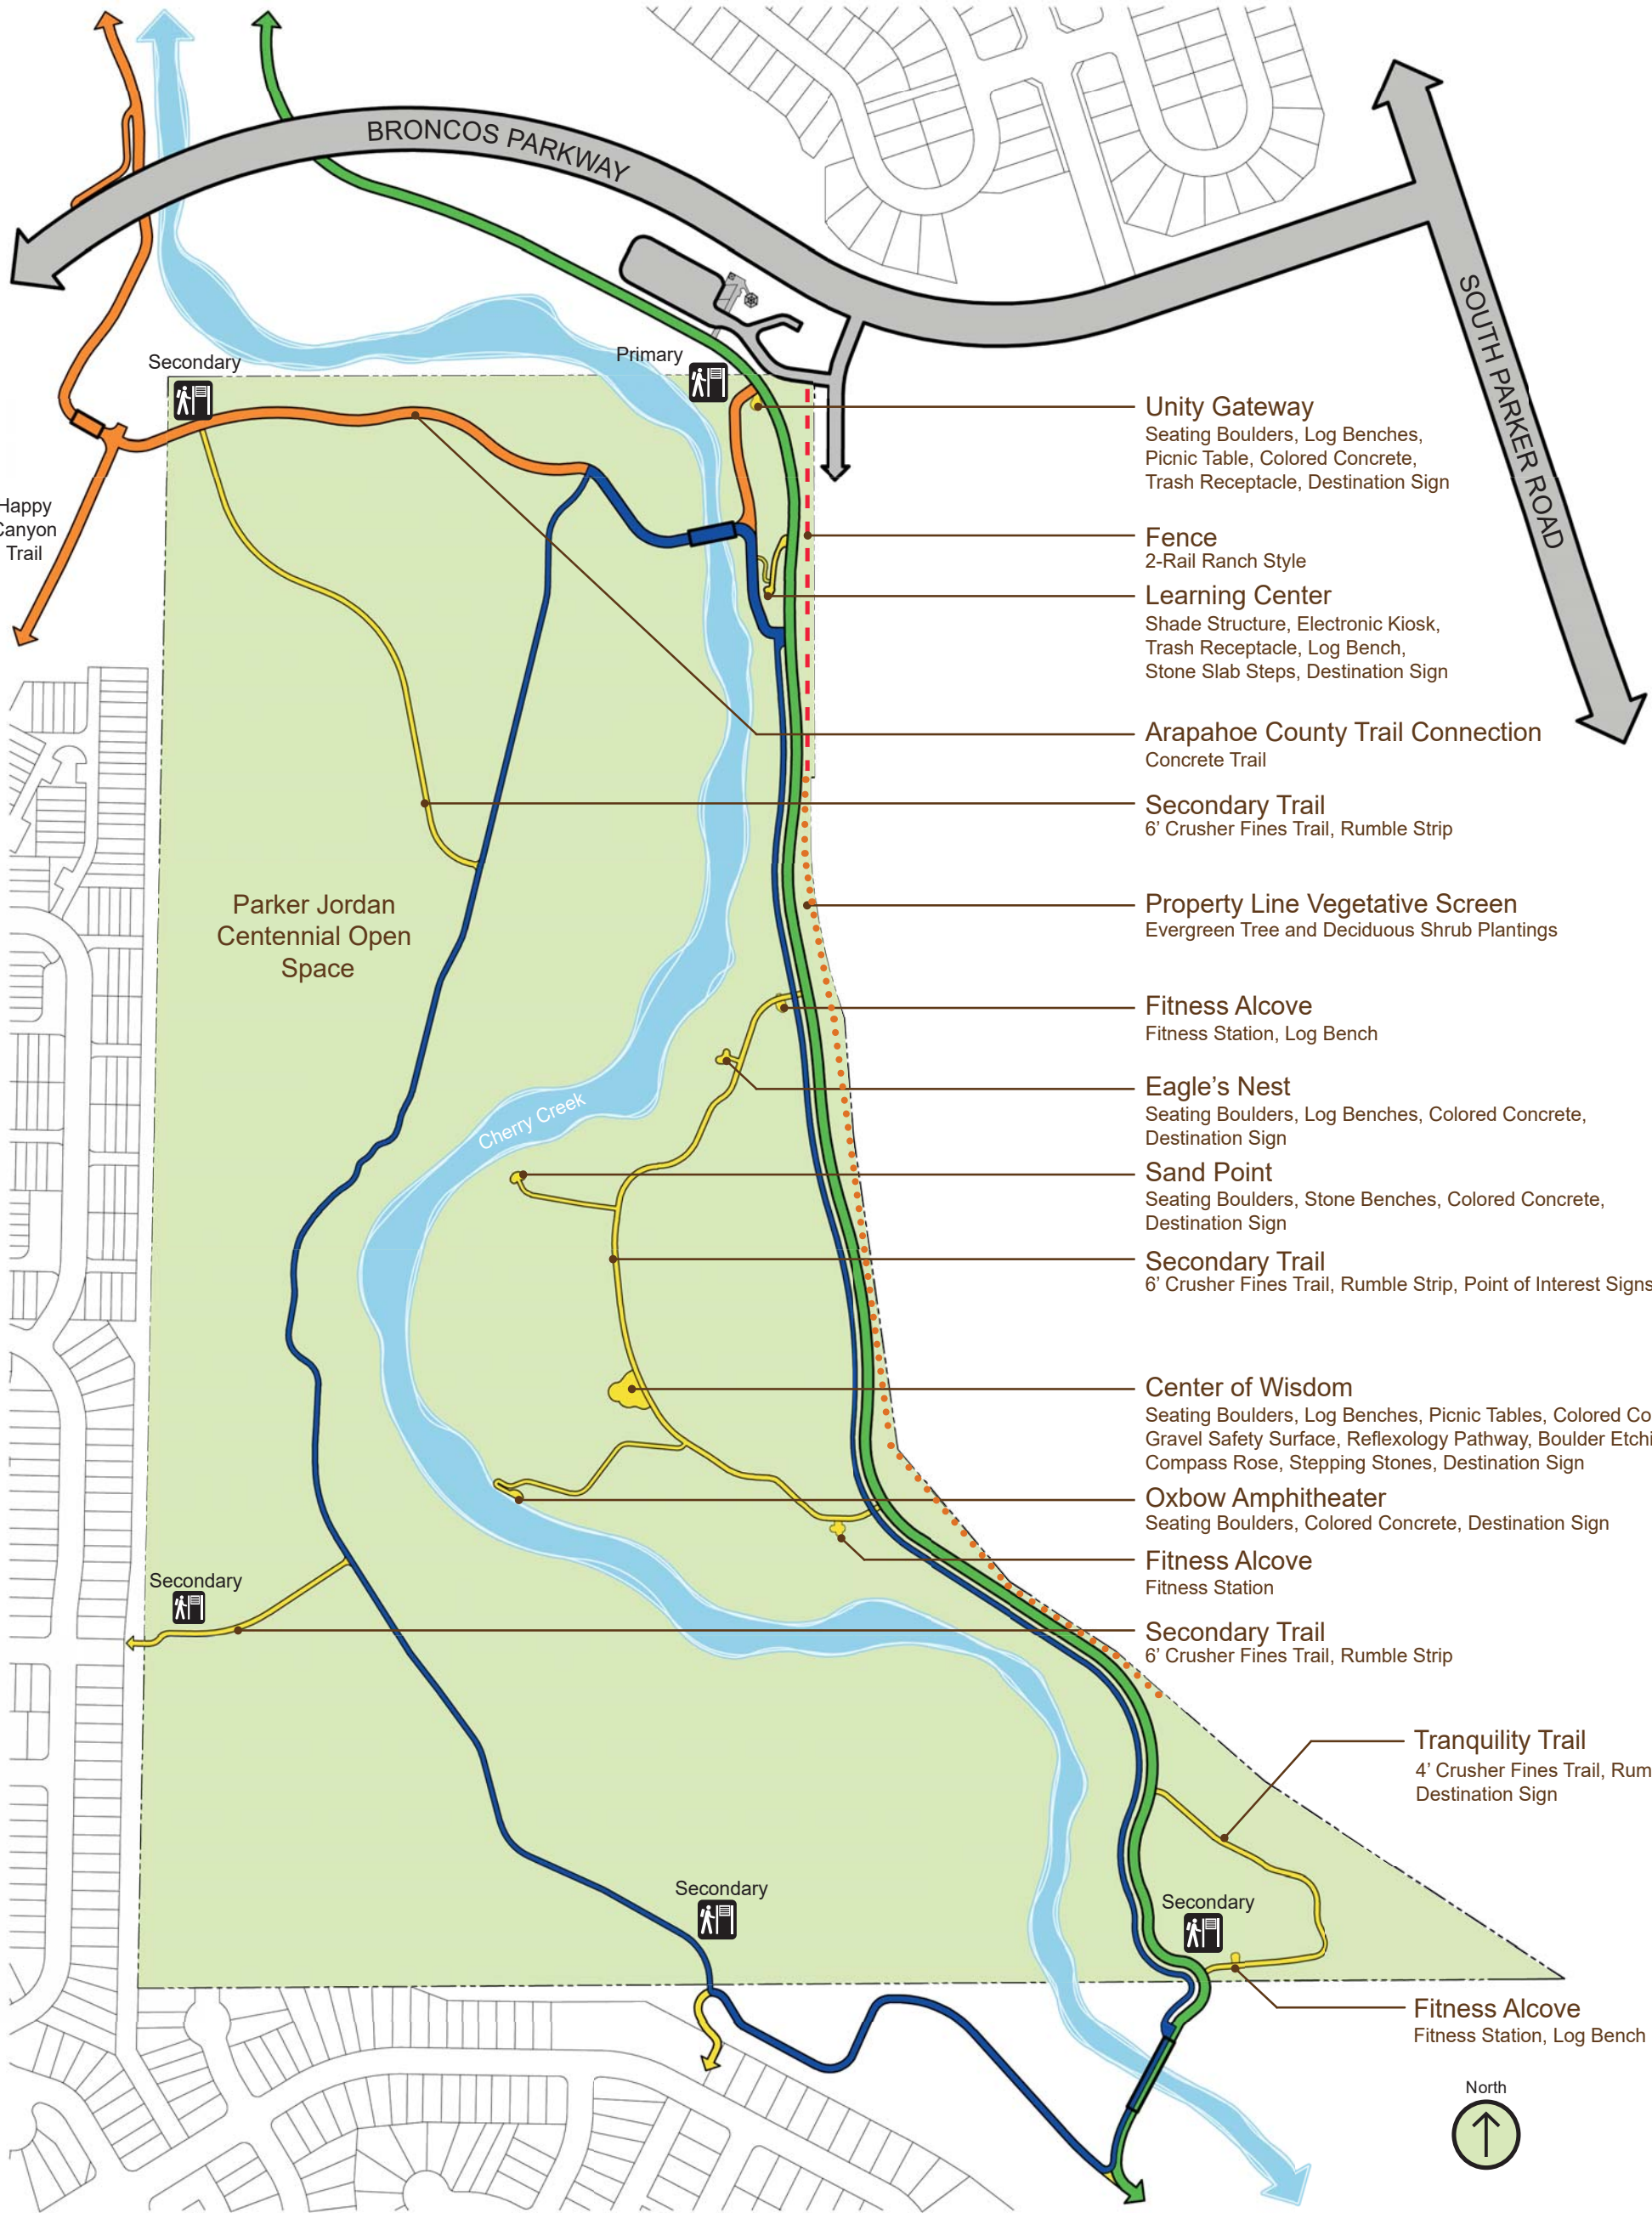 BRONCOS PARKWAY
SOUTH PARKER ROAD
Secondary
Primary
Happy
Canyon
Trail
Unity Gateway
Seating Boulders, Log Benches,
Picnic Table, Colored Concrete,
Trash Receptacle, Destination Sign
Fence
2-Rail Ranch Style
Learning Center
Shade Structure, Electronic Kiosk,
Trash Receptacle, Log Bench,
Stone Slab Steps, Destination Sign
Arapahoe County Trail Connection
Concrete Trail
Secondary Trail
6’ Crusher Fines Trail, Rumble Strip
Parker Jordan
Centennial Open
Space
Property Line Vegetative Screen
Evergreen Tree and Deciduous Shrub Plantings
Fitness Alcove
Fitness Station, Log Bench
Eagle’s Nest
Seating Boulders, Log Benches, Colored Concrete,
Destination Sign
Cherry Creek
Sand Point
Seating Boulders, Stone Benches, Colored Concrete,
Destination Sign
Secondary Trail
6’ Crusher Fines Trail, Rumble Strip, Point of Interest Signs
Center of Wisdom
Seating Boulders, Log Benches, Picnic Tables, Colored
Gravel Safety Surface, Reflexology Pathway, Boulder
Compass Rose, Stepping Stones, Destination Sign
Oxbow Amphitheater
Seating Boulders, Colored Concrete, Destination Sign
Fitness Alcove
Fitness Station
Secondary
Secondary Trail
6’ Crusher Fines Trail, Rumble Strip
Tranquility Trail
4’ Crusher Fines Trail,
Destination Sign
Secondary
Secondary
Fitness Alcove
Fitness Station, Log Bench
North